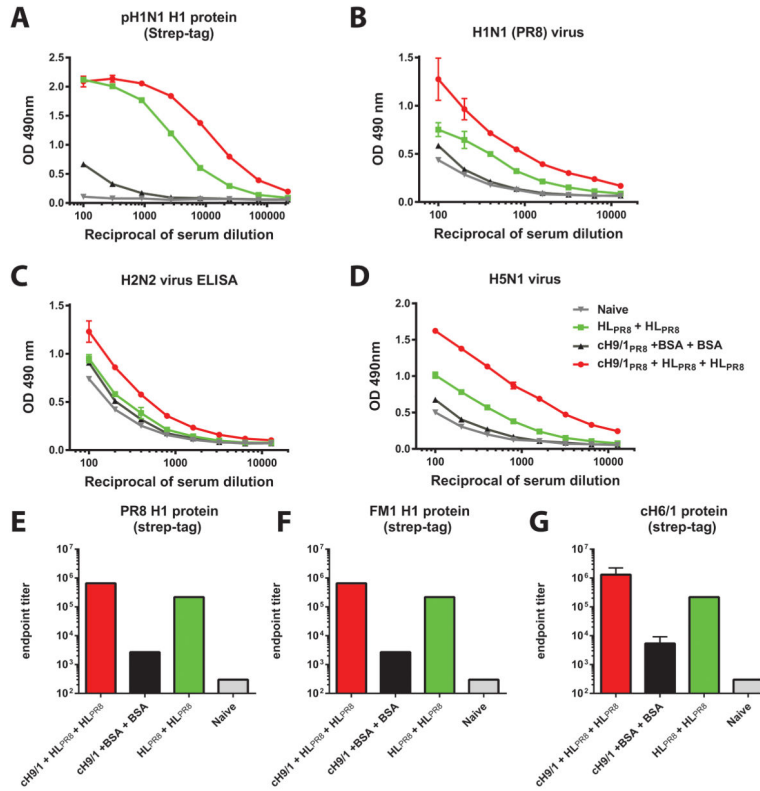 A
pH1N1 H1 protein
(Strep-tag)
OD 490nm
2.5
2.0
1.5
1.0
0.5
0.0
100
1000
10000
100000
Reciprocal of serum dilution
B
H1N1 (PR8) virus
OD 490nm
1.5
1.0
0.5
0.0
100
1000
10000
Reciprocal of serum dilution
C
H2N2 virus ELISA
OD 490 nm
1.5
1.0
0.5
0.0
100
1000
10000
Reciprocal of serum dilution
D
H5N1 virus
OD 490 nm
2.0
1.5
1.0
0.5
0.0
100
1000
10000
Reciprocal of serum dilution
Naive
HLPR8 + HLPR8
cH9/1PR8 +BSA + BSA
cH9/1PR8 + HLPR8 + HLPR8
E
PR8 H1 protein
(strep-tag)
endpoint titer
10⁷
10⁶
10⁵
10⁴
10³
10²
cH9/1 + HLPR8 + HLPR8
cH9/1 +BSA + BSA
HLPR8 + HLPR8
Naive
F
FM1 H1 protein
(strep-tag)
endpoint titer
10⁷
10⁶
10⁵
10⁴
10³
10²
cH9/1 + HLPR8 + HLPR8
cH9/1 +BSA + BSA
HLPR8 + HLPR8
Naive
G
cH6/1 protein
(strep-tag)
endpoint titer
10⁷
10⁶
10⁵
10⁴
10³
10²
cH9/1 + HLPR8 + HLPR8
cH9/1 +BSA + BSA
HLPR8 + HLPR8
Naive